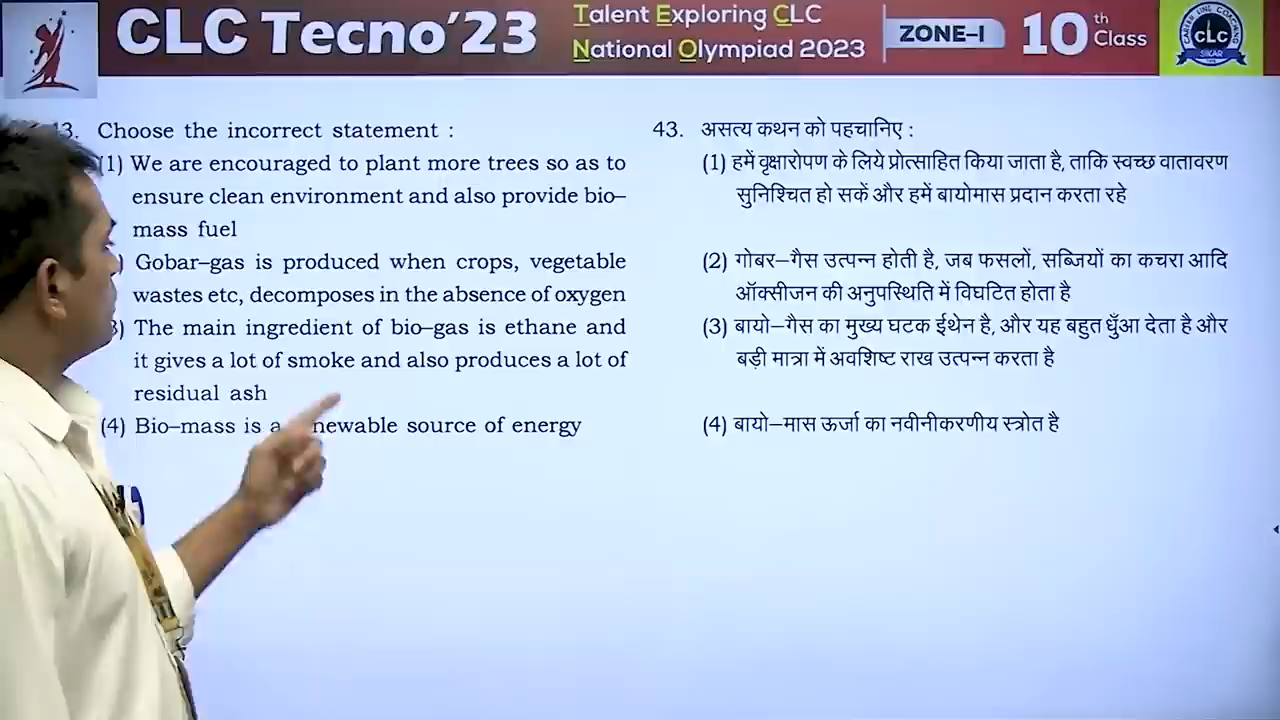 CLC Tecno'23
Talent Exploring CLC
National Olympiad 2023
ZONE–I
10th Class
CLC
SIKAR
3. Choose the incorrect statement :
(1) We are encouraged to plant more trees so as to
ensure clean environment and also provide bio–
mass fuel
) Gobar–gas is produced when crops, vegetable
wastes etc, decomposes in the absence of oxygen
3) The main ingredient of bio–gas is ethane and
it gives a lot of smoke and also produces a lot of
residual ash
(4) Bio–mass is a newable source of energy
43. असत्य कथन को पहचानिए :
(1) हमें वृक्षारोपण के लिये प्रोत्साहित किया जाता है, ताकि स्वच्छ वातावरण
सुनिश्चित हो सकें और हमें बायोमास प्रदान करता रहे
(2) गोबर–गैस उत्पन्न होती है, जब फसलों, सब्जियों का कचरा आदि
ऑक्सीजन की अनुपस्थिति में विघटित होता है
(3) बायो–गैस का मुख्य घटक ईथेन है, और यह बहुत धुँआ देता है और
बड़ी मात्रा में अवशिष्ट राख उत्पन्न करता है
(4) बायो–मास ऊर्जा का नवीनीकरणीय स्त्रोत है